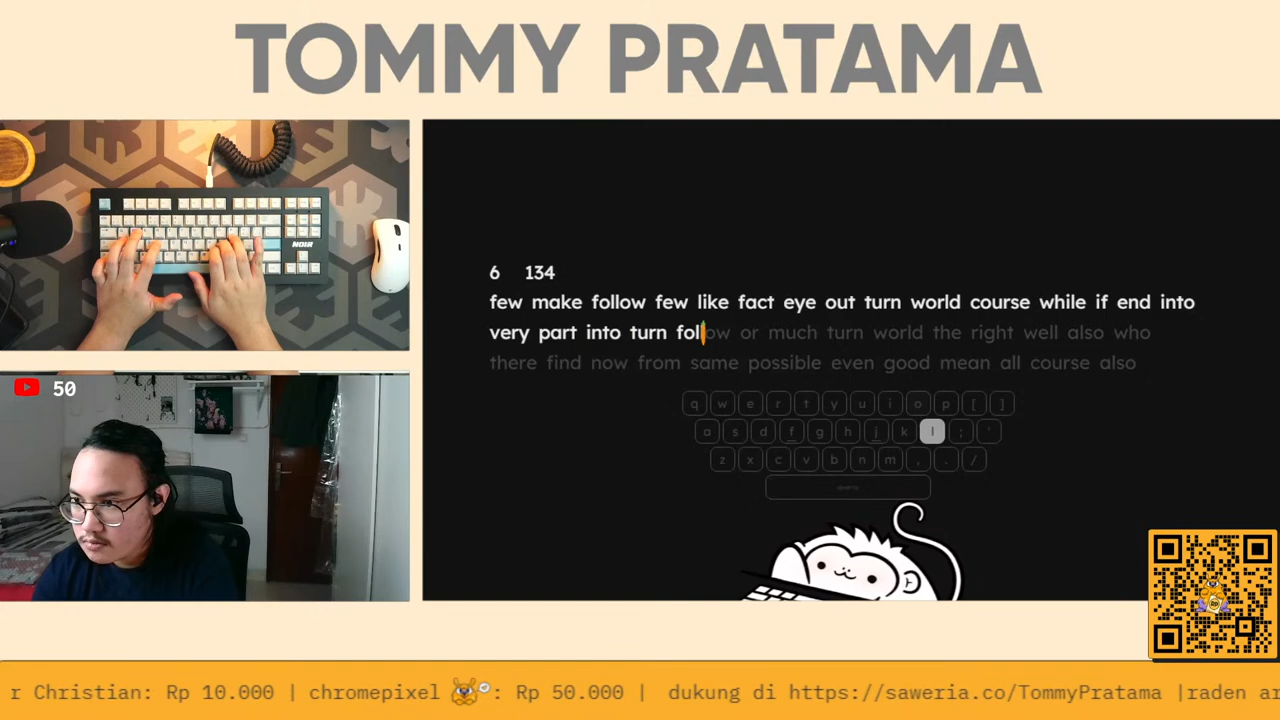 TOMMY PRATAMA
NOIR
50
6 134
few make follow few like fact eye out turn world course while if end into
very part into turn follow or much turn world the right well also who
there find now from same possible even good mean all course also
q w e r t y u i o p [ ]
a s d f g h j k l ; '
z x c v b n m , . /
r Christian: Rp 10.000 | chromepixel : Rp 50.000 | dukung di https://saweria.co/TommyPratama |raden ar